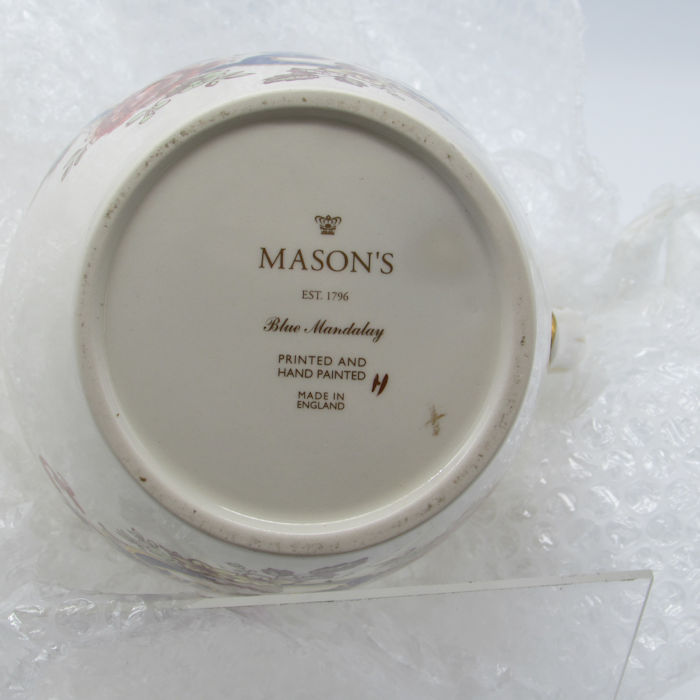 MASON'S
EST. 1796
Blue Mandalay
PRINTED AND
HAND PAINTED
H
MADE IN
ENGLAND